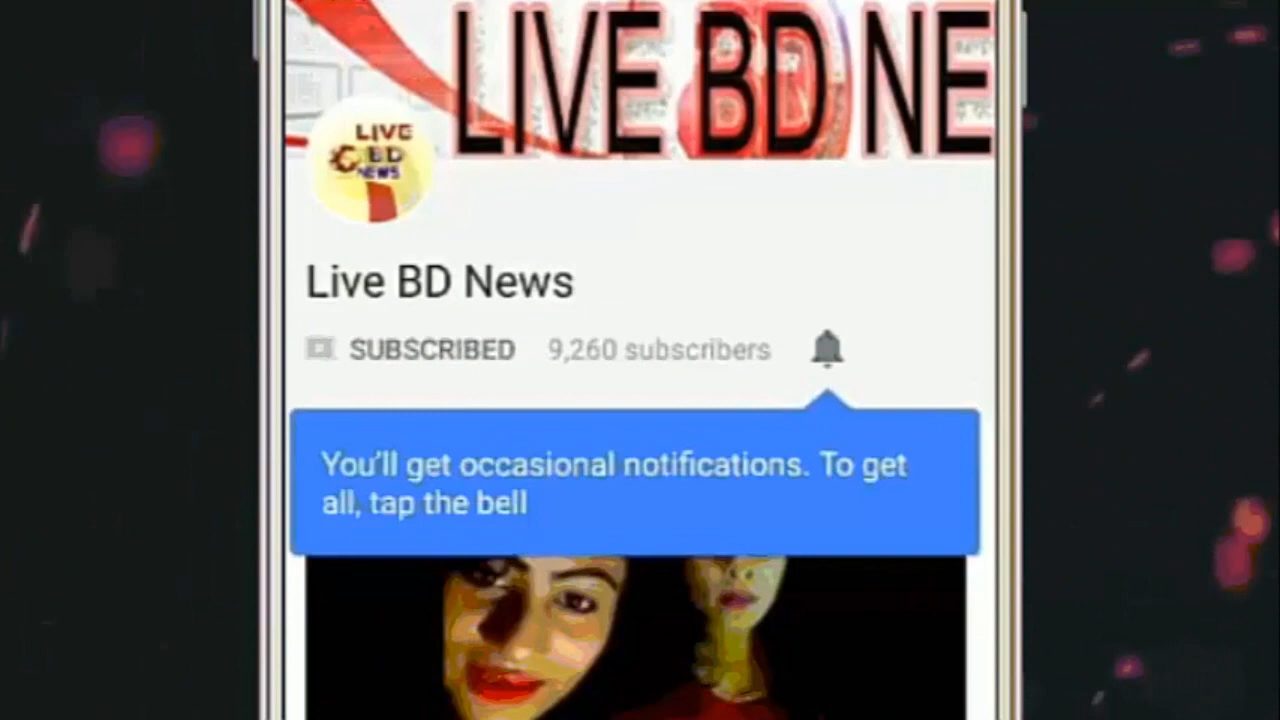 LIVE BD NE
LIVE
BD
NEWS
Live BD News
SUBSCRIBED 9,260 subscribers
You'll get occasional notifications. To get
all, tap the bell